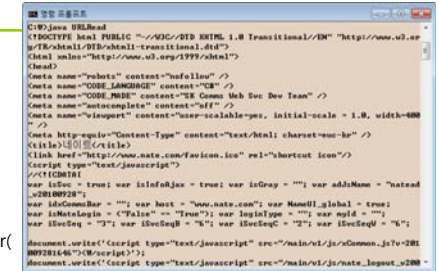 명령 프롬프트
C:\>java URLRead
<!DOCTYPE html PUBLIC "-//W3C//DTD XHTML 1.0 Transitional//EN" "http://www.w3.or
g/TR/xhtml1/DTD/xhtml1-transitional.dtd">
<html xmlns="http://www.w3.org/1999/xhtml">
<head>
<meta name="robots" content="nofollow" />
<meta name="CODE_LANGUAGE" content="C#" />
<meta name="CODE_MADE" content="SK Comms Web Svc Dev Team" />
<meta name="autocomplete" content="off" />
<meta name="viewport" content="user-scalable=yes, initial-scale = 1.0, width=400
" />
<meta http-equiv="Content-Type" content="text/html; charset=euc-kr" />
<title>네이트</title>
<link href="http://www.nate.com/favicon.ico" rel="shortcut icon"/>
<script type="text/javascript">
//<![CDATA[
var isSvc = true; var isInfoAjax = true; var isGray = ""; var adJsName = "natead
_v20100928";
var idxCommsBar = ""; var host = "www.nate.com"; var NameUI_global = true;
var isNateLogin = ("False" == "True"); var loginType = ""; var myId = "";
var iSvcSeq = "3"; var iSvcSeqB = "6"; var iSvcSeqC = "2"; var iSvcSeqU = "6";
document.write('<script type="text/javascript" src="/main/v1/js/xCommon.js?v=201
009281646"><\/script>');
r(
document.write('<script type="text/javascript" src="/main/v1/js/nate_logout_v200